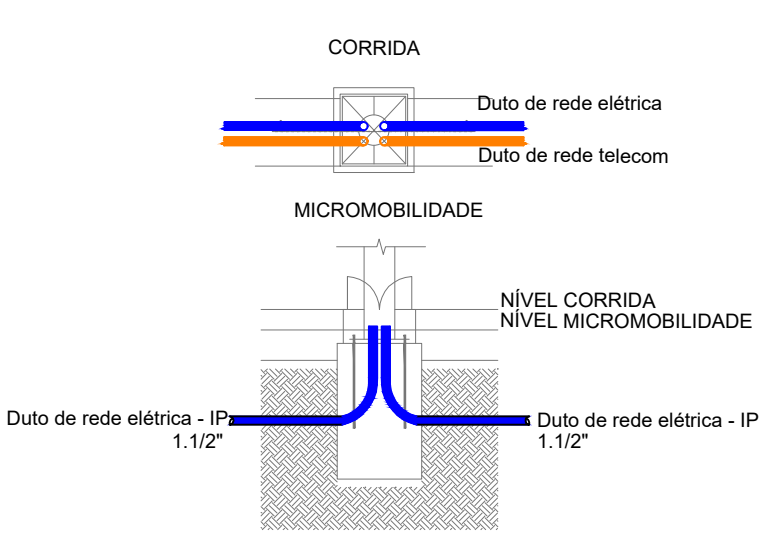 CORRIDA
Duto de rede elétrica
Duto de rede telecom
MICROMOBILIDADE
NÍVEL CORRIDA
NÍVEL MICROMOBILIDADE
Duto de rede elétrica - IP
1.1/2"
Duto de rede elétrica - IP
1.1/2"